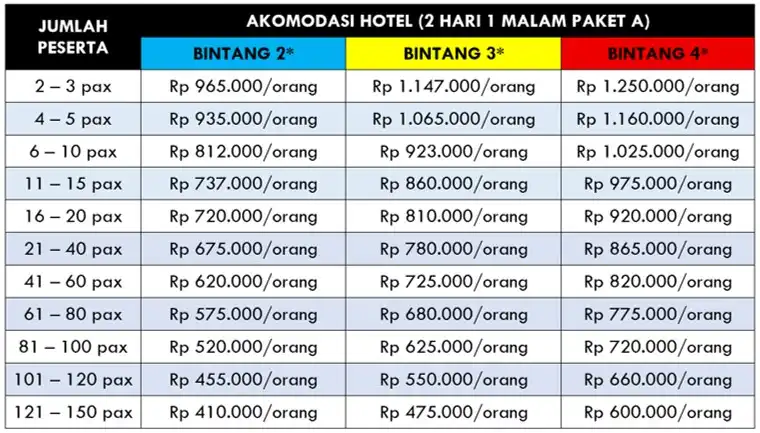 JUMLAH PESERTA
AKOMODASI HOTEL (2 HARI 1 MALAM PAKET A)
BINTANG 2* BINTANG 3* BINTANG 4*
2 – 3 pax Rp 965.000/orang Rp 1.147.000/orang Rp 1.250.000/orang
4 – 5 pax Rp 935.000/orang Rp 1.065.000/orang Rp 1.160.000/orang
6 – 10 pax Rp 812.000/orang Rp 923.000/orang Rp 1.025.000/orang
11 – 15 pax Rp 737.000/orang Rp 860.000/orang Rp 975.000/orang
16 – 20 pax Rp 720.000/orang Rp 810.000/orang Rp 920.000/orang
21 – 40 pax Rp 675.000/orang Rp 780.000/orang Rp 865.000/orang
41 – 60 pax Rp 620.000/orang Rp 725.000/orang Rp 820.000/orang
61 – 80 pax Rp 575.000/orang Rp 680.000/orang Rp 775.000/orang
81 – 100 pax Rp 520.000/orang Rp 625.000/orang Rp 720.000/orang
101 – 120 pax Rp 455.000/orang Rp 550.000/orang Rp 660.000/orang
121 – 150 pax Rp 410.000/orang Rp 475.000/orang Rp 600.000/orang